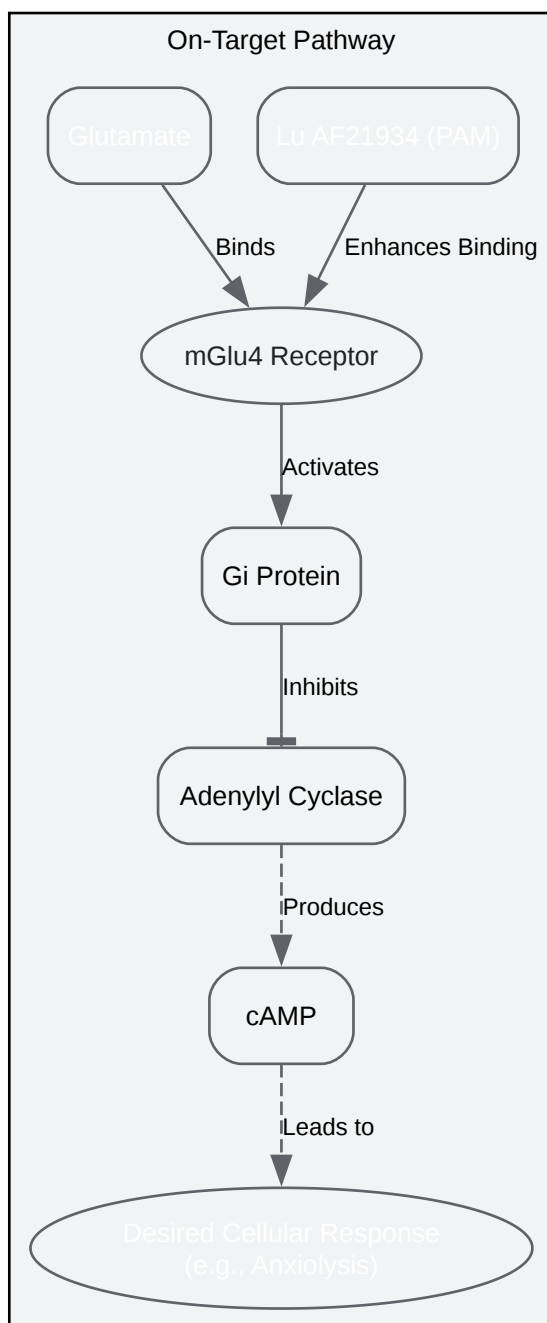 On-Target Pathway
Glutamate
Lu AF21934 (PAM)
Binds
Enhances Binding
mGlu4 Receptor
Activates
Gi Protein
Inhibits
Adenylyl Cyclase
Produces
cAMP
Leads to
Desired Cellular Response
(e.g., Anxiolysis)